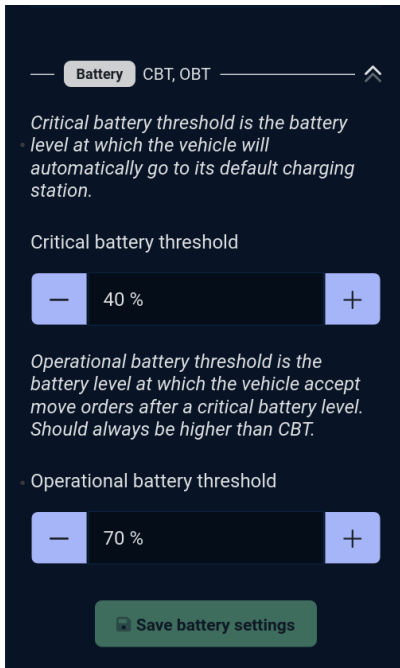 Battery CBT, OBT
Critical battery threshold is the battery
level at which the vehicle will
automatically go to its default charging
station.
Critical battery threshold
40 %
Operational battery threshold is the
battery level at which the vehicle accept
move orders after a critical battery level.
Should always be higher than CBT.
Operational battery threshold
70 %
Save battery settings